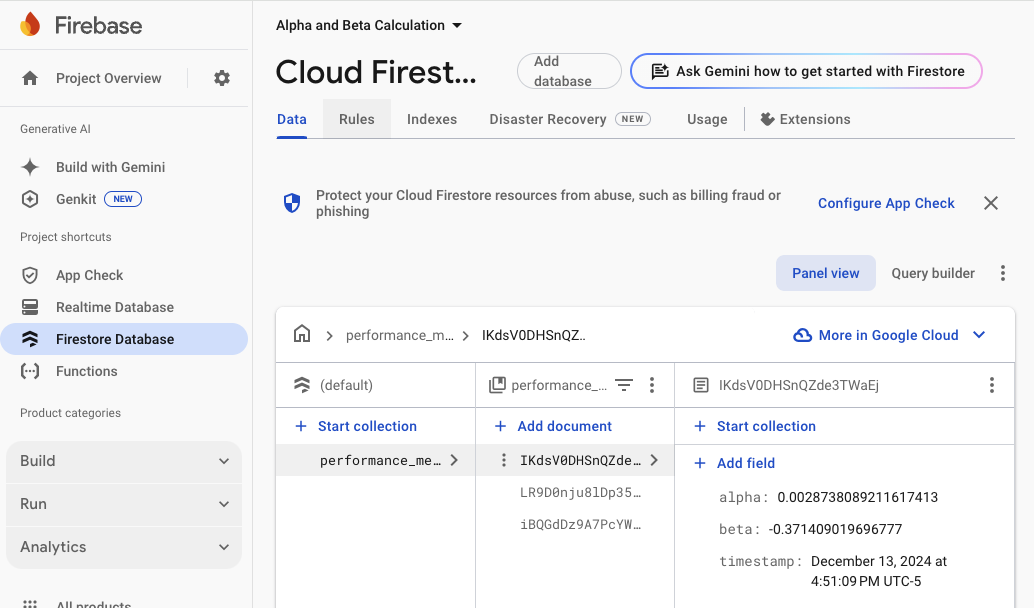 Firebase
Project Overview
Generative AI
Build with Gemini
Genkit NEW
Project shortcuts
App Check
Realtime Database
Firestore Database
Functions
Product categories
Build
Run
Analytics
All products
Alpha and Beta Calculation
Cloud Firest...
Add
database
Ask Gemini how to get started with Firestore
Data Rules Indexes Disaster Recovery NEW Usage Extensions
Protect your Cloud Firestore resources from abuse, such as billing fraud or
phishing
Configure App Check
Panel view Query builder
performance_m... IKdsV0DHSnQZ..
More in Google Cloud
(default)
Start collection
performance_me...
performance_...
Add document
IKdsV0DHSnQZde...
LR9D0nju8lDp35...
iBQGdDz9A7PcYW...
IKdsV0DHSnQZde3TWaEj
Start collection
Add field
alpha: 0.0028738089211617413
beta: -0.371409019696777
timestamp: December 13, 2024 at
4:51:09 PM UTC-5